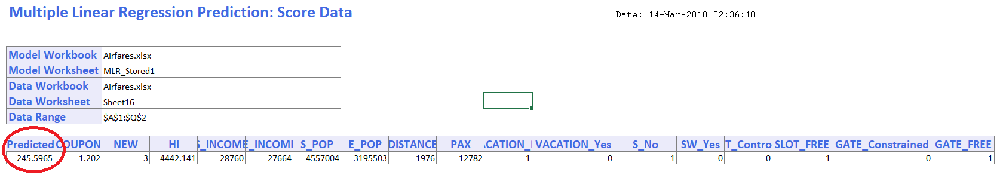 Multiple Linear Regression Prediction: Score Data Date: 14-Mar-2018 02:36:10
Model Workbook Airfares.xlsx
Model Worksheet MLR_Stored1
Data Workbook Airfares.xlsx
Data Worksheet Sheet16
Data Range $A$1:$Q$2
Predicted COUPON NEW HI S_INCOME E_INCOME S_POP E_POP DISTANCE PAX CATION_ VACATION_Yes S_No SW_Yes T_Contro SLOT_FREE GATE_Constrained GATE_FREE
245.5965 1.202 3 4442.141 28760 27664 4557004 3195503 1976 12782 1 0 1 0 0 1 0 1